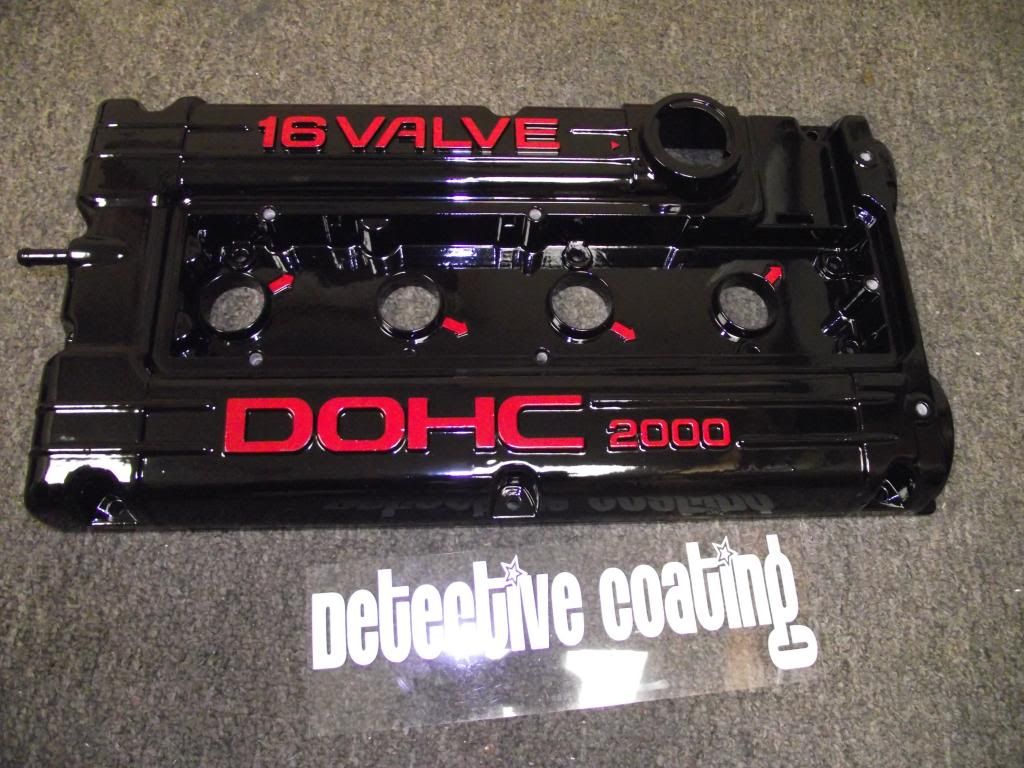 16 VALVE
DOHC 2000
Detective Coating